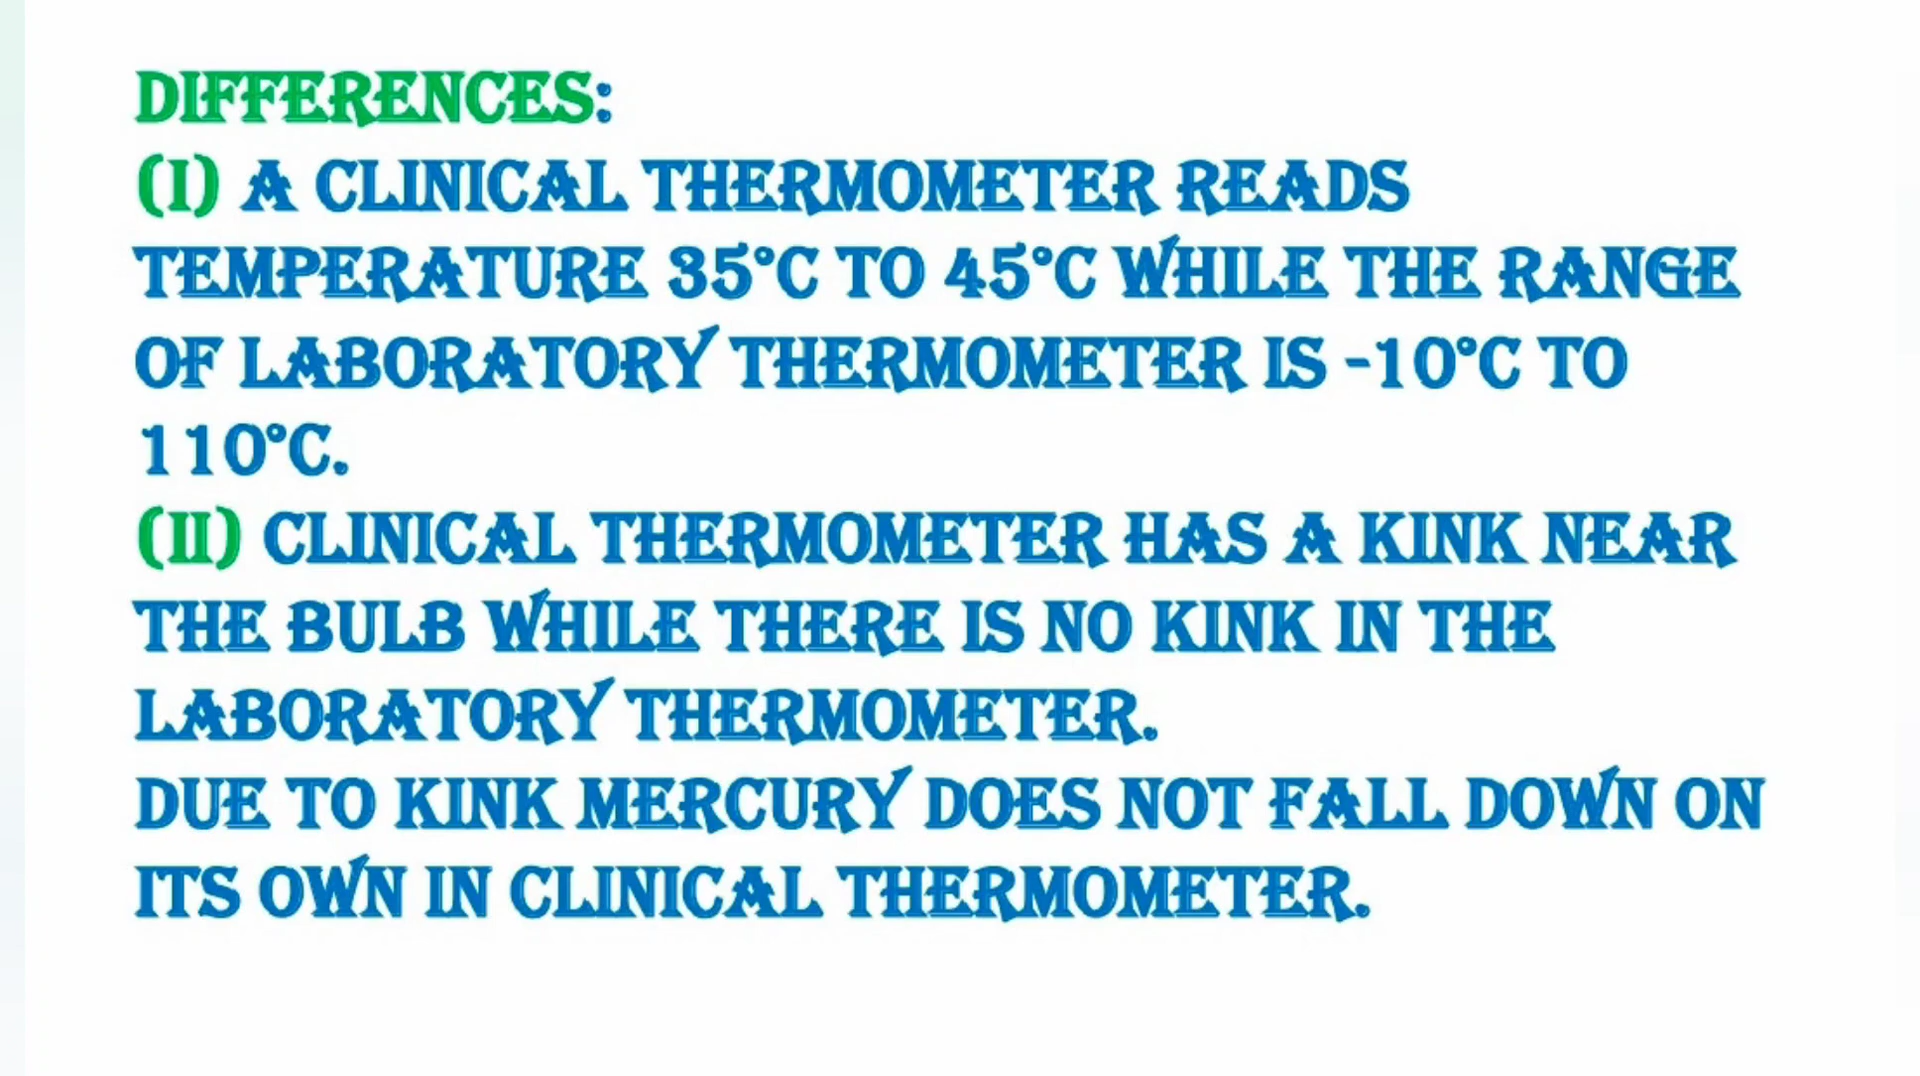 DIFFERENCES:
(I) A CLINICAL THERMOMETER READS
TEMPERATURE 35°C TO 45°C WHILE THE RANGE
OF LABORATORY THERMOMETER IS -10°C TO
110°C.
(II) CLINICAL THERMOMETER HAS A KINK NEAR
THE BULB WHILE THERE IS NO KINK IN THE
LABORATORY THERMOMETER.
DUE TO KINK MERCURY DOES NOT FALL DOWN ON
ITS OWN IN CLINICAL THERMOMETER.